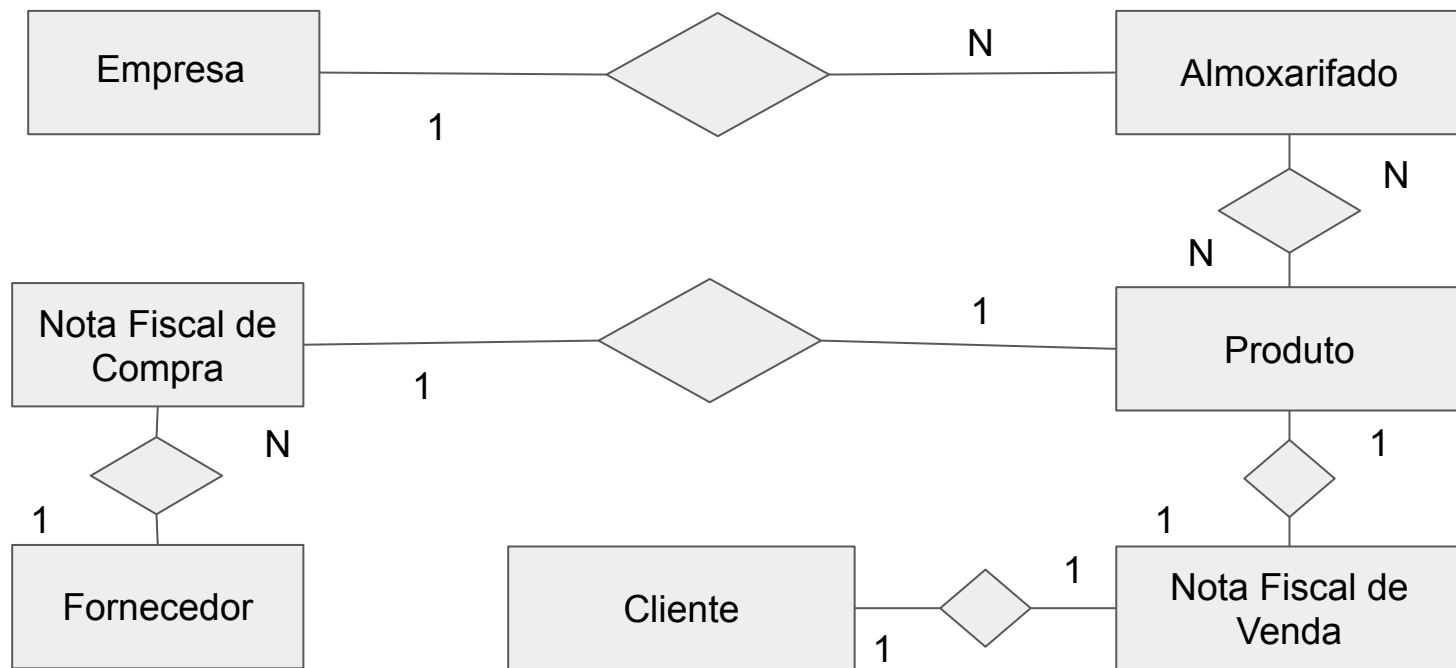 Empresa
1
N
Almoxarifado
N
N
Nota Fiscal de
Compra
1
1
Produto
N
1
1
1
Fornecedor
Cliente
1
1
Nota Fiscal de
Venda